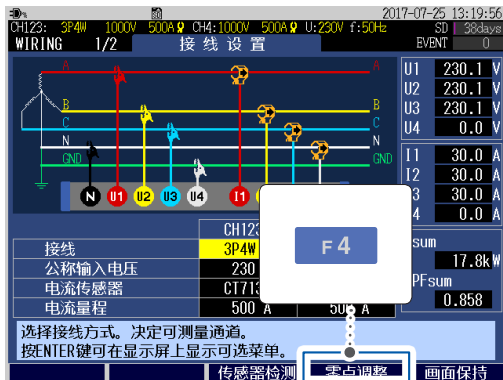 2017-07-25 13:19:56
CH123: 3P4W 1000V 500A CH4:1000V 500A U:230V f:50Hz SD 38days
WIRING 1/2 接线设置 EVENT 0
A A U1 230.1 V
U2 230.1 V
B B U3 230.1 V
C C U4 0.0 V
N N
GND GND I1 30.0 A
I2 30.0 A
N U1 U2 U3 U4 I1 3 30.0 A
4 0.0 A
CH123
接线 3P4W F4 sum
公称输入电压 230 17.8kW
电流传感器 CT713 PFsum
电流量程 500 A 500 A 0.858
选择接线方式。决定可测量通道。
按ENTER键可在显示屏上显示可选菜单。
传感器检测 零点调整 画面保持